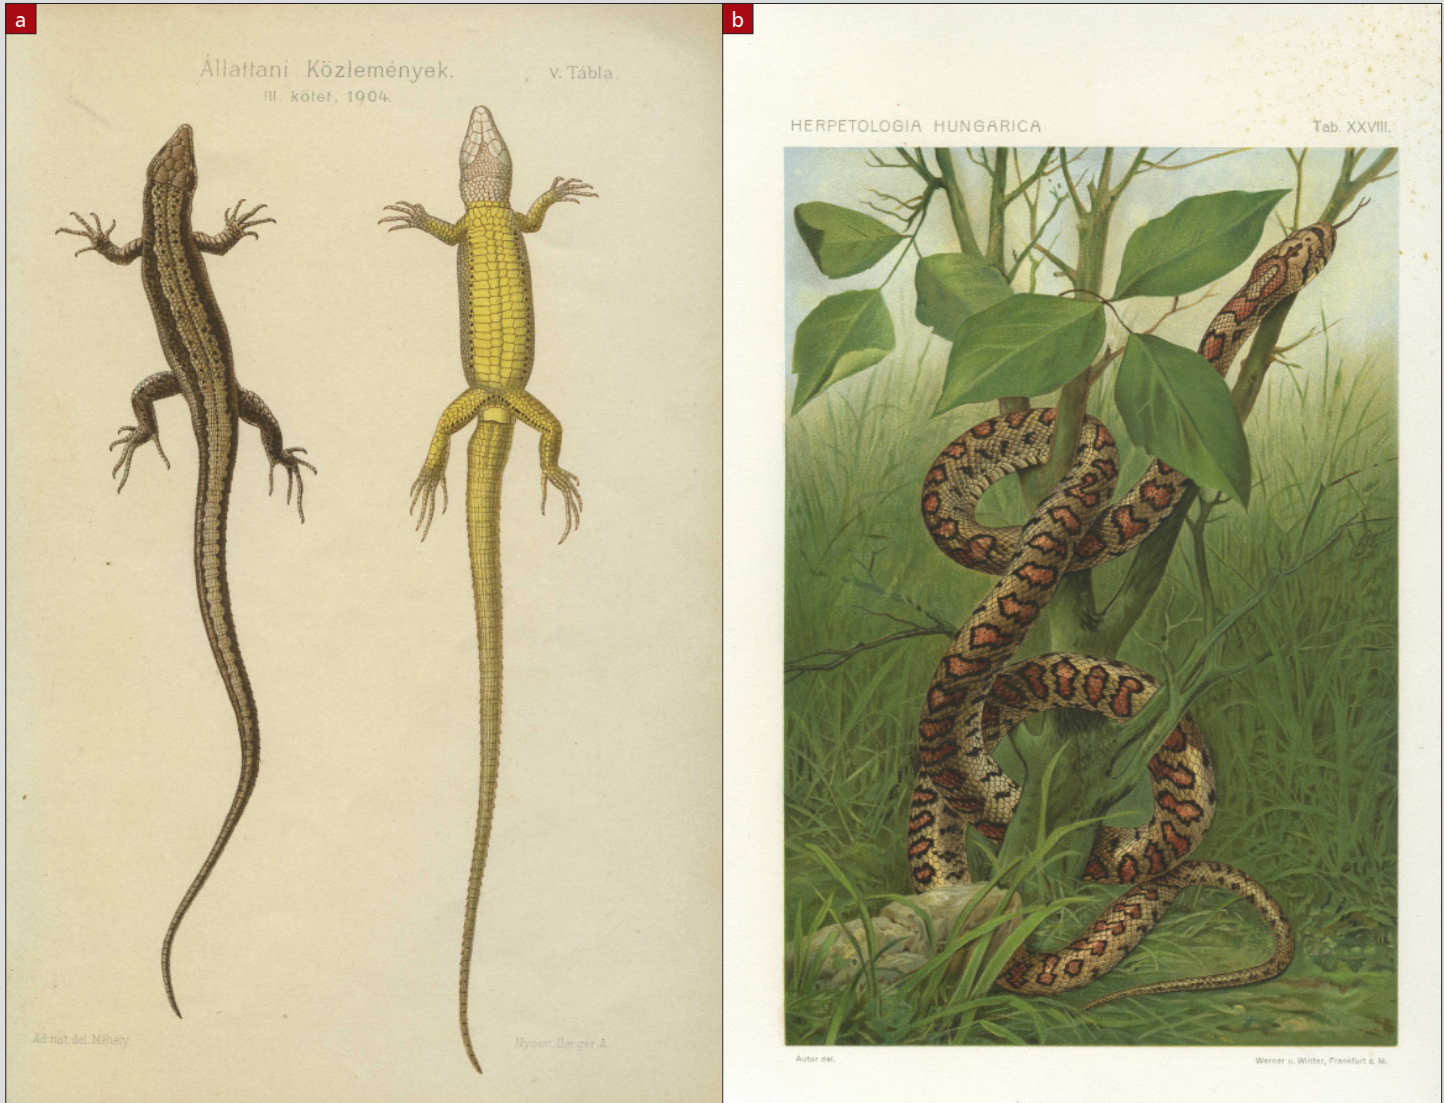 a
Állattani Közlemények.
V. Tábla.
III. kötet, 1904.
Ad nat. del. Méhely.
Nyomt. Berger A.
b
HERPETOLOGIA HUNGARICA
Tab. XXVIII.
Autor del.
Werner u. Winter, Frankfurt a. M.